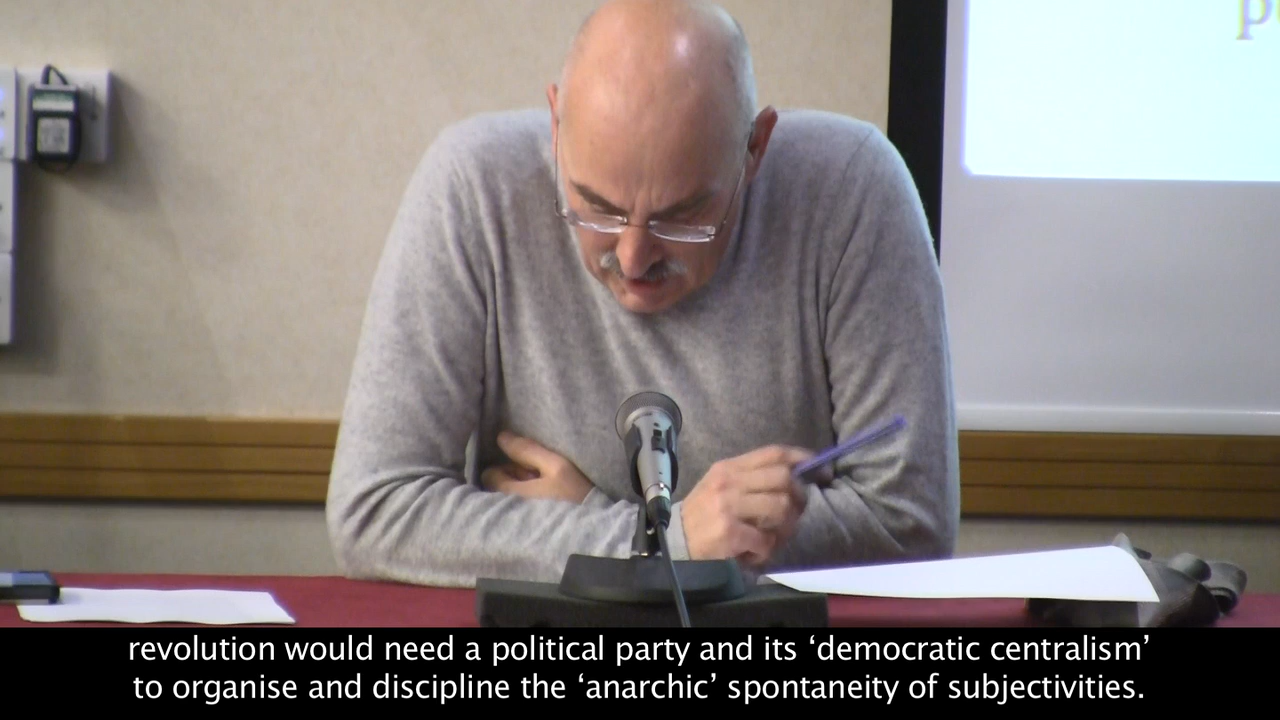 revolution would need a political party and its ‘democratic centralism’
to organise and discipline the ‘anarchic’ spontaneity of subjectivities.